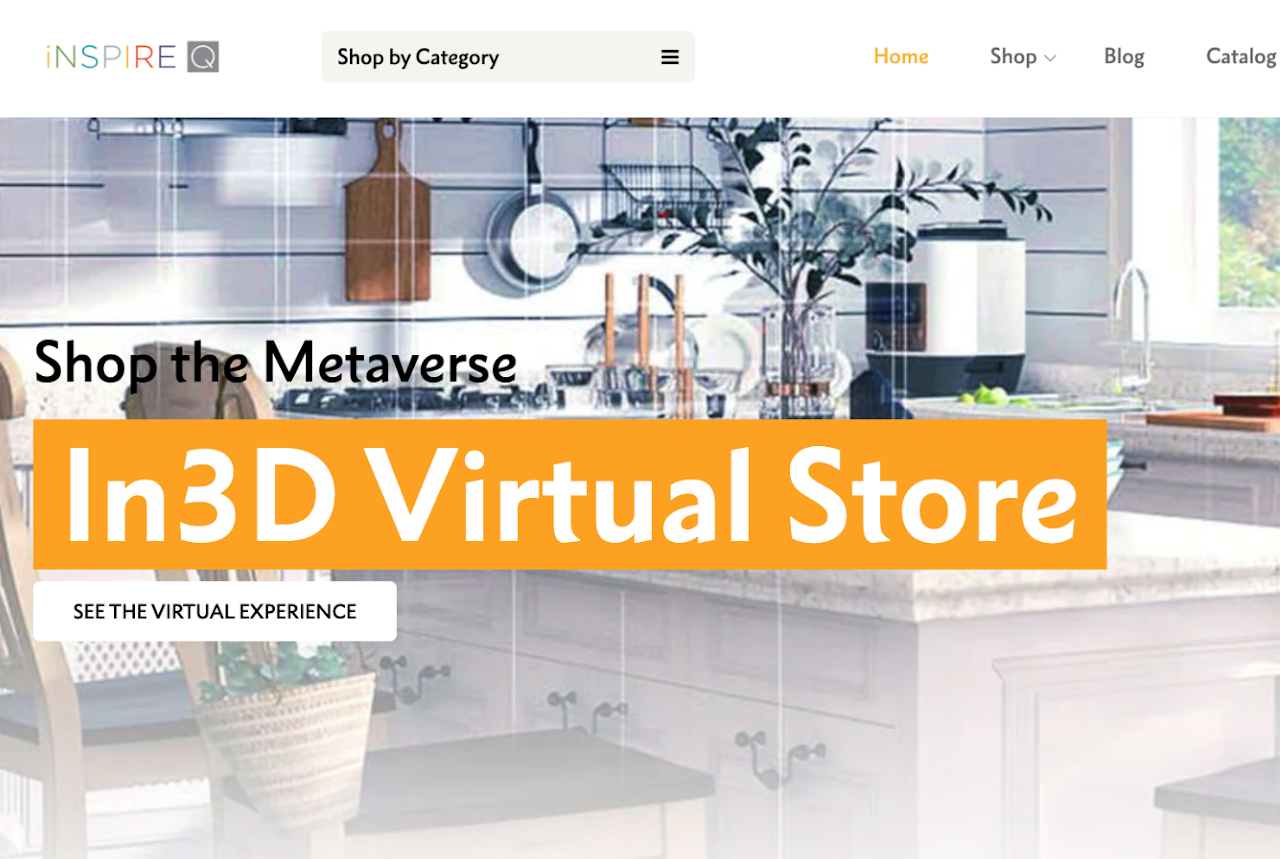 iNSPIRE Q
Shop by Category
Home
Shop
Blog
Catalog
Shop the Metaverse
In3D Virtual Store
SEE THE VIRTUAL EXPERIENCE